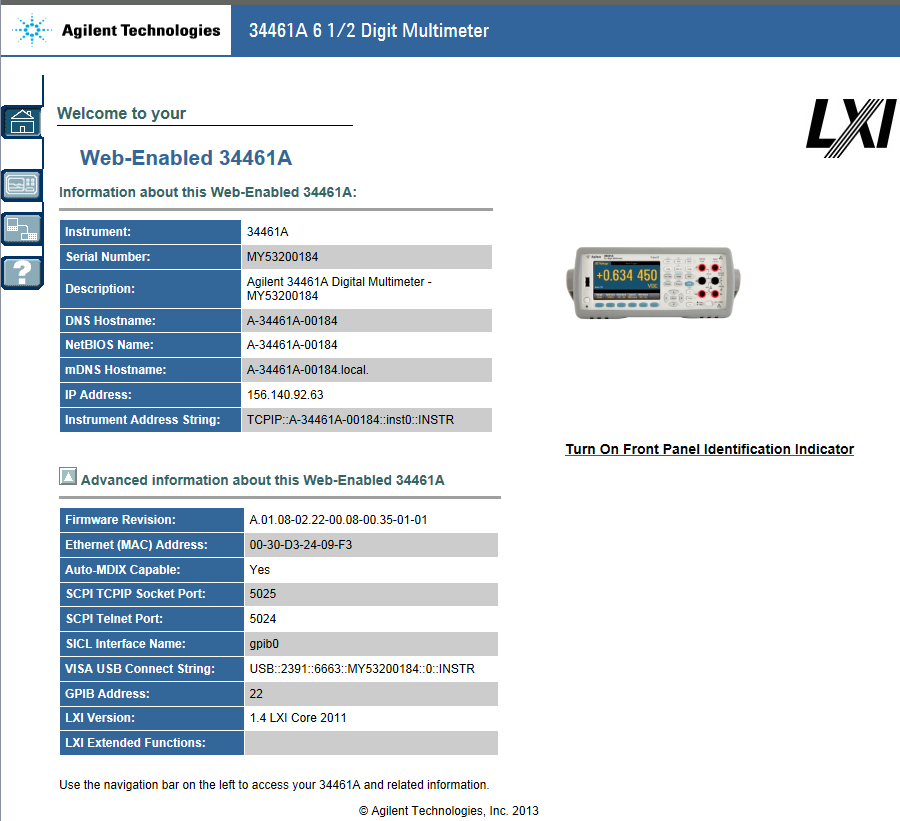 Agilent Technologies
34461A 6 1/2 Digit Multimeter
Welcome to your
LXI
Web-Enabled 34461A
Information about this Web-Enabled 34461A:
Instrument: 34461A
Serial Number: MY53200184
Description: Agilent 34461A Digital Multimeter -
MY53200184
DNS Hostname: A-34461A-00184
NetBIOS Name: A-34461A-00184
mDNS Hostname: A-34461A-00184.local.
IP Address: 156.140.92.63
Instrument Address String: TCPIP::A-34461A-00184::inst0::INSTR
+0.634 450
VDC
Turn On Front Panel Identification Indicator
Advanced information about this Web-Enabled 34461A
Firmware Revision: A.01.08-02.22-00.08-00.35-01-01
Ethernet (MAC) Address: 00-30-D3-24-09-F3
Auto-MDIX Capable: Yes
SCPI TCPIP Socket Port: 5025
SCPI Telnet Port: 5024
SICL Interface Name: gpib0
VISA USB Connect String: USB::2391::6663::MY53200184::0::INSTR
GPIB Address: 22
LXI Version: 1.4 LXI Core 2011
LXI Extended Functions:
Use the navigation bar on the left to access your 34461A and related information.
© Agilent Technologies, Inc. 2013